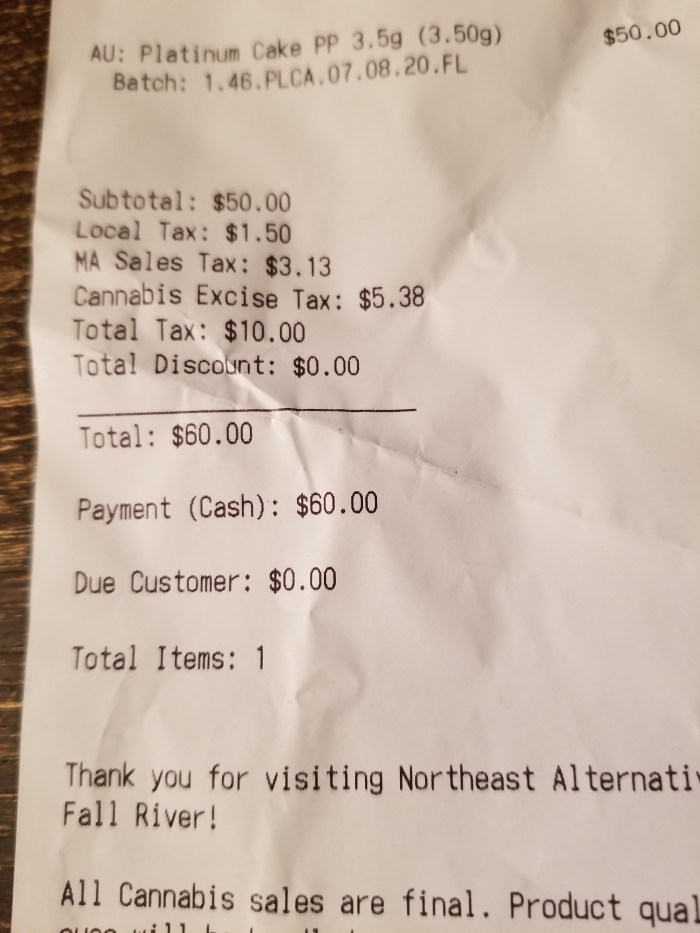 AU: Platinum Cake PP 3.5g (3.50g) $50.00
Batch: 1.46.PLCA.07.08.20.FL
Subtotal: $50.00
Local Tax: $1.50
MA Sales Tax: $3.13
Cannabis Excise Tax: $5.38
Total Tax: $10.00
Total Discount: $0.00
Total: $60.00
Payment (Cash): $60.00
Due Customer: $0.00
Total Items: 1
Thank you for visiting Northeast Alternativ
Fall River!
All Cannabis sales are final. Product qual